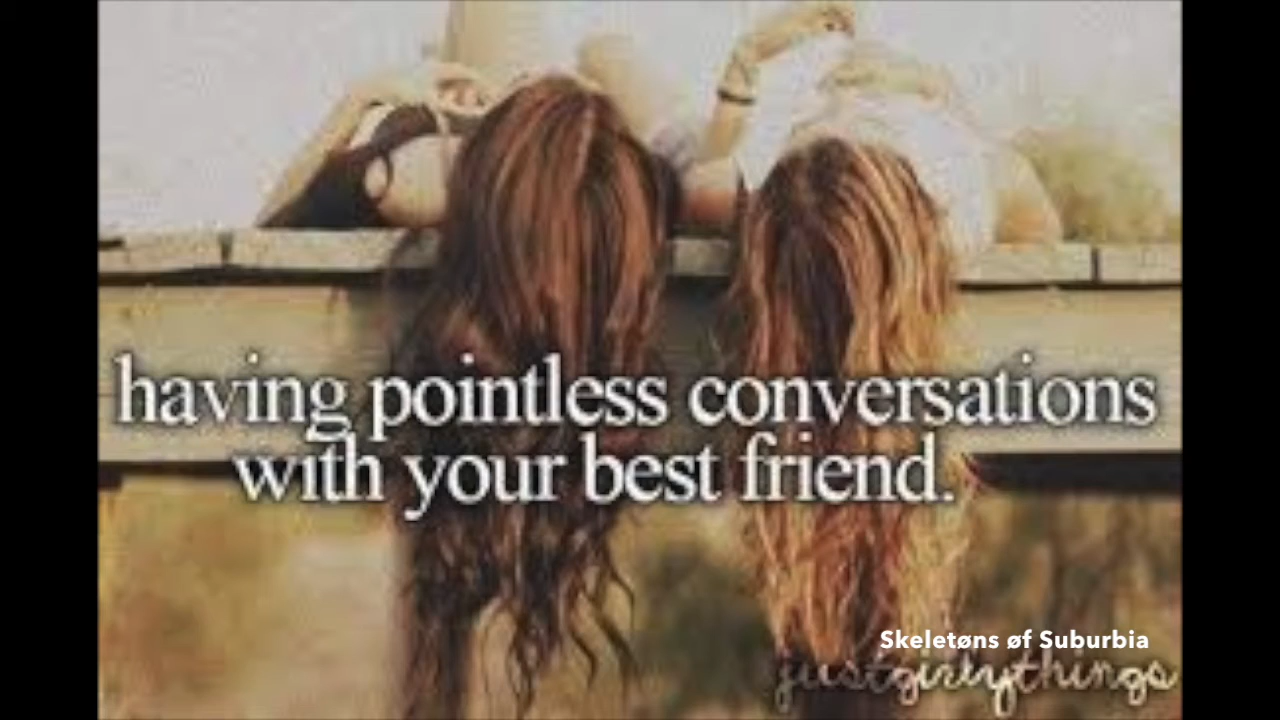 having pointless conversations
with your best friend.
Skeletøns øf Suburbia
justgirlythings